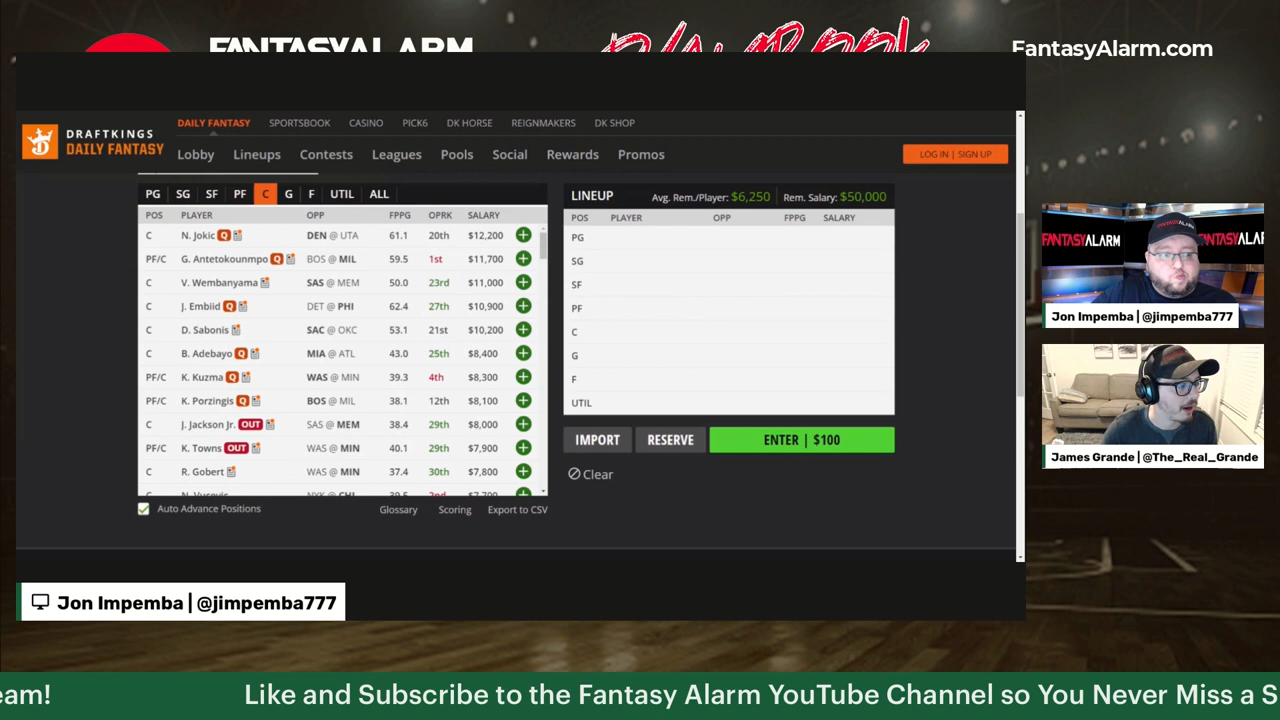 FANTASYALARM
PLAYBOOK
FantasyAlarm.com
DRAFTKINGS
DAILY FANTASY
DAILY FANTASY SPORTSBOOK CASINO PICK6 DK HORSE REIGNMAKERS DK SHOP
Lobby Lineups Contests Leagues Pools Social Rewards Promos
LOG IN | SIGN UP
PG SG SF PF C G F UTIL ALL
POS PLAYER OPP FPPG OPRK SALARY
C N. Jokic Q DEN @ UTA 61.1 20th $12,200
PF/C G. Antetokounmpo Q BOS @ MIL 59.5 1st $11,700
C V. Wembanyama SAS @ MEM 50.0 23rd $11,000
C J. Embiid Q DET @ PHI 62.4 27th $10,900
C D. Sabonis SAC @ OKC 53.1 21st $10,200
C B. Adebayo Q MIA @ ATL 43.0 25th $8,400
PF/C K. Kuzma Q WAS @ MIN 39.3 4th $8,300
PF/C K. Porzingis Q BOS @ MIL 38.1 12th $8,100
C J. Jackson Jr. OUT SAS @ MEM 38.4 29th $8,000
PF/C K. Towns OUT WAS @ MIN 40.1 29th $7,900
C R. Gobert WAS @ MIN 37.4 30th $7,800
C N. Vucevic NYK @ CHI 39.5 2nd $7,700
Auto Advance Positions
Glossary Scoring Export to CSV
LINEUP Avg. Rem./Player: $6,250 Rem. Salary: $50,000
POS PLAYER OPP FPPG SALARY
PG
SG
SF
PF
C
G
F
UTIL
IMPORT RESERVE ENTER | $100
Clear
FANTASYALARM
Jon Impemba | @jimpemba777
James Grande | @The_Real_Grande
Jon Impemba | @jimpemba777
eam! Like and Subscribe to the Fantasy Alarm YouTube Channel so You Never Miss a S